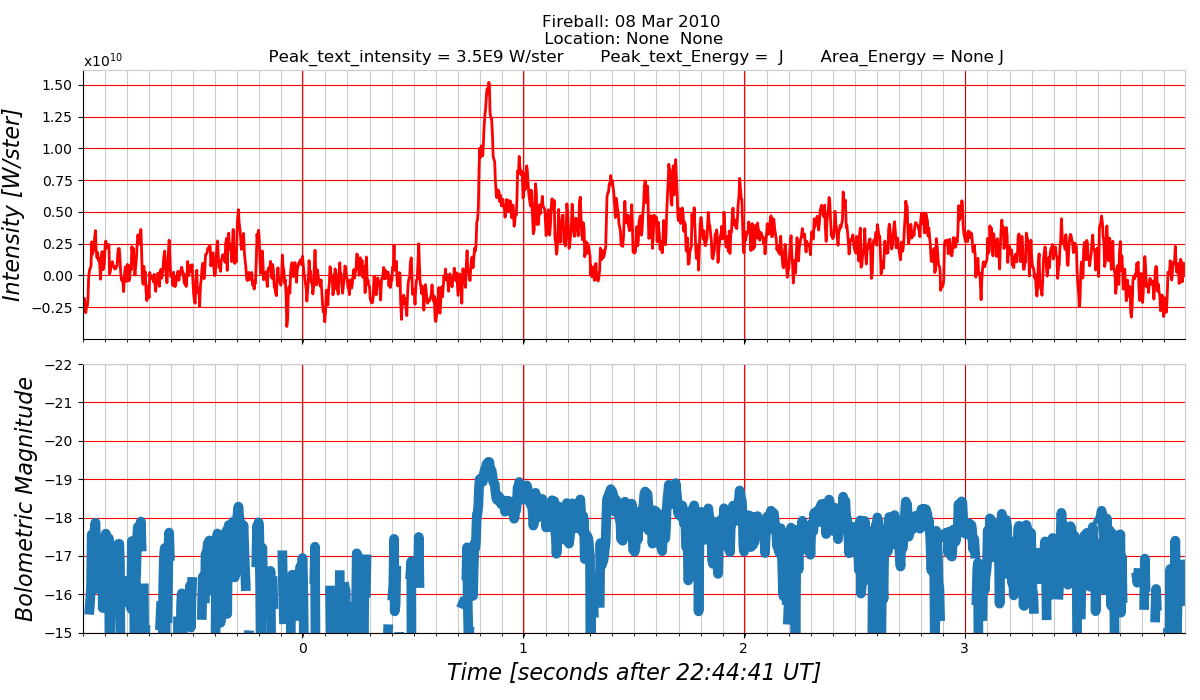 Fireball: 08 Mar 2010
Location: None  None
Peak_text_intensity = 3.5E9 W/ster   Peak_text_Energy =  J   Area_Energy = None J
x10¹⁰
Intensity [W/ster]
1.50
1.25
1.00
0.75
0.50
0.25
0.00
−0.25
Bolometric Magnitude
−22
−21
−20
−19
−18
−17
−16
−15
0 1 2 3
Time [seconds after 22:44:41 UT]